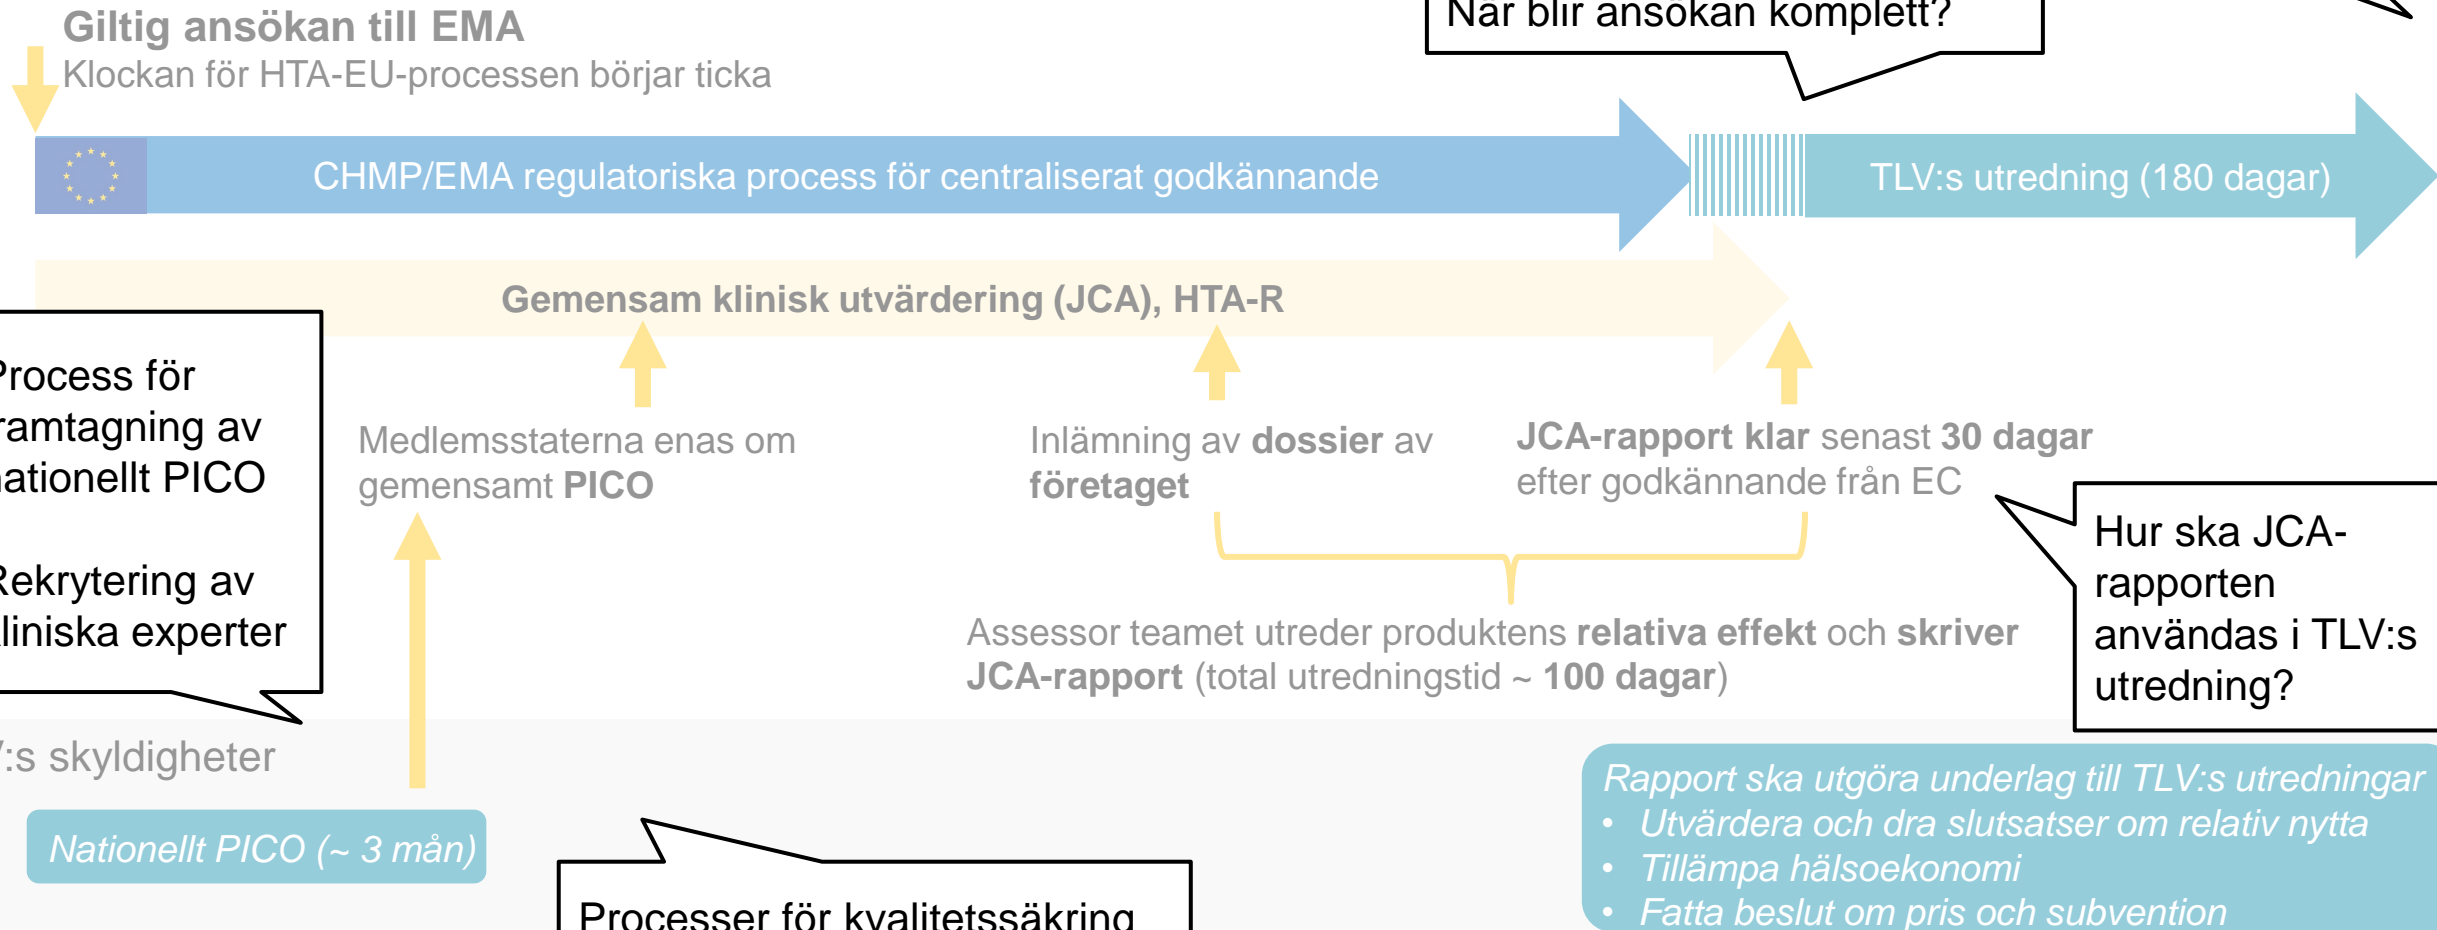 Giltig ansökan till EMA
Klockan för HTA-EU-processen börjar ticka
När blir ansökan komplett?
CHMP/EMA regulatoriska process för centraliserat godkännande
TLV:s utredning (180 dagar)
Gemensam klinisk utvärdering (JCA), HTA-R
Process för
framtagning av
nationellt PICO
Rekrytering av
kliniska experter
Medlemsstaterna enas om
gemensamt PICO
Inlämning av dossier av
företaget
JCA-rapport klar senast 30 dagar
efter godkännande från EC
Hur ska JCA-
rapporten
användas i TLV:s
utredning?
Assessor teamet utreder produktens relativa effekt och skriver
JCA-rapport (total utredningstid ~ 100 dagar)
V:s skyldigheter
Nationellt PICO (~ 3 mån)
Processer för kvalitetssäkring
Rapport ska utgöra underlag till TLV:s utredningar
• Utvärdera och dra slutsatser om relativ nytta
• Tillämpa hälsoekonomi
• Fatta beslut om pris och subvention